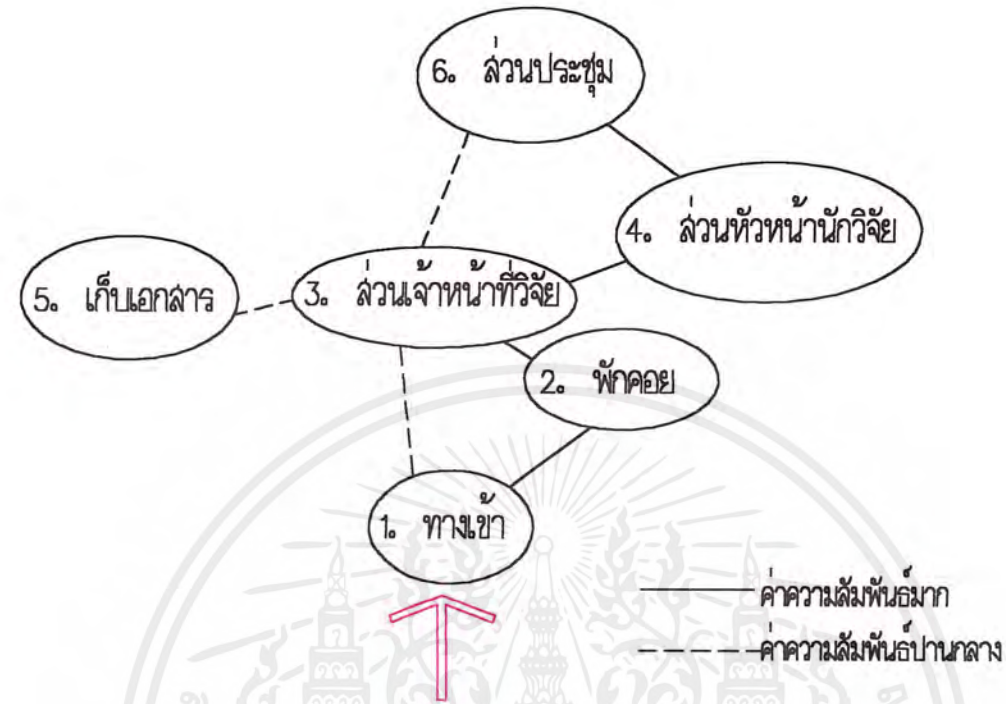 6. ส่วนประชุม
4. ส่วนหัวหน้านักวิจัย
5. เก็บเอกสาร
3. ส่วนเจ้าหน้าที่วิจัย
2. พักคอย
1. ทางเข้า
ค่าความสัมพันธ์มาก
ค่าความสัมพันธ์ปานกลาง